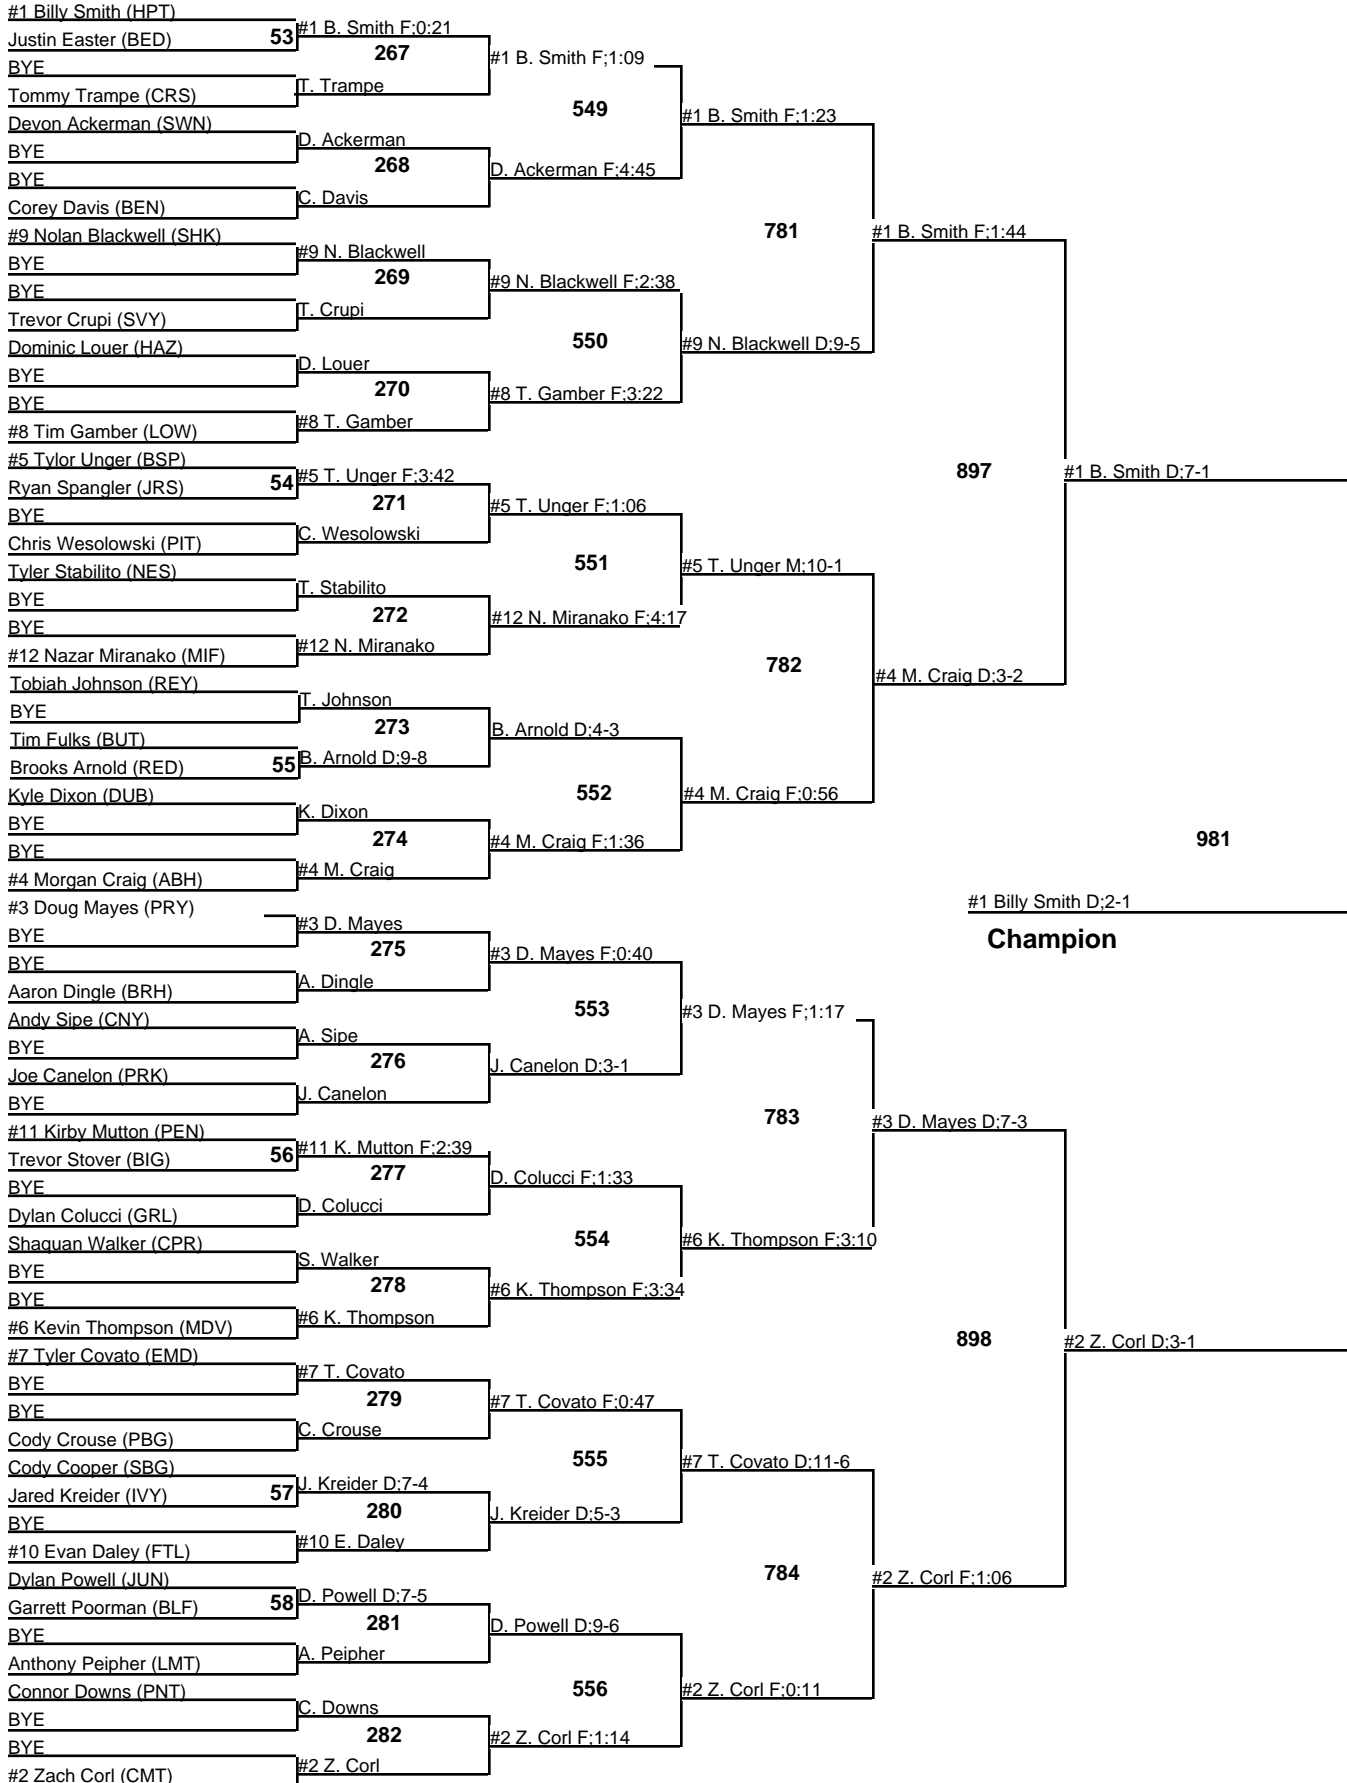 #1 Billy Smith (HPT)
Justin Easter (BED)
BYE
Tommy Trampe (CRS)
Devon Ackerman (SWN)
BYE
BYE
Corey Davis (BEN)
#9 Nolan Blackwell (SHK)
BYE
BYE
Trevor Crupi (SVY)
Dominic Louer (HAZ)
BYE
BYE
#8 Tim Gamber (LOW)
#5 Tylor Unger (BSP)
Ryan Spangler (JRS)
BYE
Chris Wesolowski (PIT)
Tyler Stabilito (NES)
BYE
BYE
#12 Nazar Miranako (MIF)
Tobiah Johnson (REY)
BYE
Tim Fulks (BUT)
Brooks Arnold (RED)
Kyle Dixon (DUB)
BYE
BYE
#4 Morgan Craig (ABH)
#3 Doug Mayes (PRY)
BYE
BYE
Aaron Dingle (BRH)
Andy Sipe (CNY)
BYE
Joe Canelon (PRK)
BYE
#11 Kirby Mutton (PEN)
Trevor Stover (BIG)
BYE
Dylan Colucci (GRL)
Shaquan Walker (CPR)
BYE
BYE
#6 Kevin Thompson (MDV)
#7 Tyler Covato (EMD)
BYE
BYE
Cody Crouse (PBG)
Cody Cooper (SBG)
Jared Kreider (IVY)
BYE
#10 Evan Daley (FTL)
Dylan Powell (JUN)
Garrett Poorman (BLF)
BYE
Anthony Peipher (LMT)
Connor Downs (PNT)
BYE
BYE
#2 Zach Corl (CMT)
53
54
55
56
57
58
#1 B. Smith F;0:21
267
T. Trampe
D. Ackerman
268
C. Davis
#9 N. Blackwell
269
T. Crupi
D. Louer
270
#8 T. Gamber
#5 T. Unger F;3:42
271
C. Wesolowski
T. Stabilito
272
#12 N. Miranako
T. Johnson
273
B. Arnold D;9-8
K. Dixon
274
#4 M. Craig
#3 D. Mayes
275
A. Dingle
A. Sipe
276
J. Canelon
#11 K. Mutton F;2:39
277
D. Colucci
S. Walker
278
#6 K. Thompson
#7 T. Covato
279
C. Crouse
J. Kreider D;7-4
280
#10 E. Daley
D. Powell D;7-5
281
A. Peipher
C. Downs
282
#2 Z. Corl
#1 B. Smith F;1:09
549
D. Ackerman F;4:45
#9 N. Blackwell F;2:38
550
#8 T. Gamber F;3:22
#5 T. Unger F;1:06
551
#12 N. Miranako F;4:17
B. Arnold D;4-3
552
#4 M. Craig F;1:36
#3 D. Mayes F;0:40
553
J. Canelon D;3-1
D. Colucci F;1:33
554
#6 K. Thompson F;3:34
#7 T. Covato F;0:47
555
J. Kreider D;5-3
D. Powell D;9-6
556
#2 Z. Corl F;1:14
#1 B. Smith F;1:23
781
#9 N. Blackwell D;9-5
#5 T. Unger M;10-1
782
#4 M. Craig F;0:56
#3 D. Mayes F;1:17
783
#6 K. Thompson F;3:10
#7 T. Covato D;11-6
784
#2 Z. Corl F;0:11
#1 B. Smith F;1:44
897
#4 M. Craig D;3-2
#3 D. Mayes D;7-3
898
#2 Z. Corl F;1:06
#1 B. Smith D;7-1
981
#2 Z. Corl D;3-1
#1 Billy Smith D;2-1
Champion